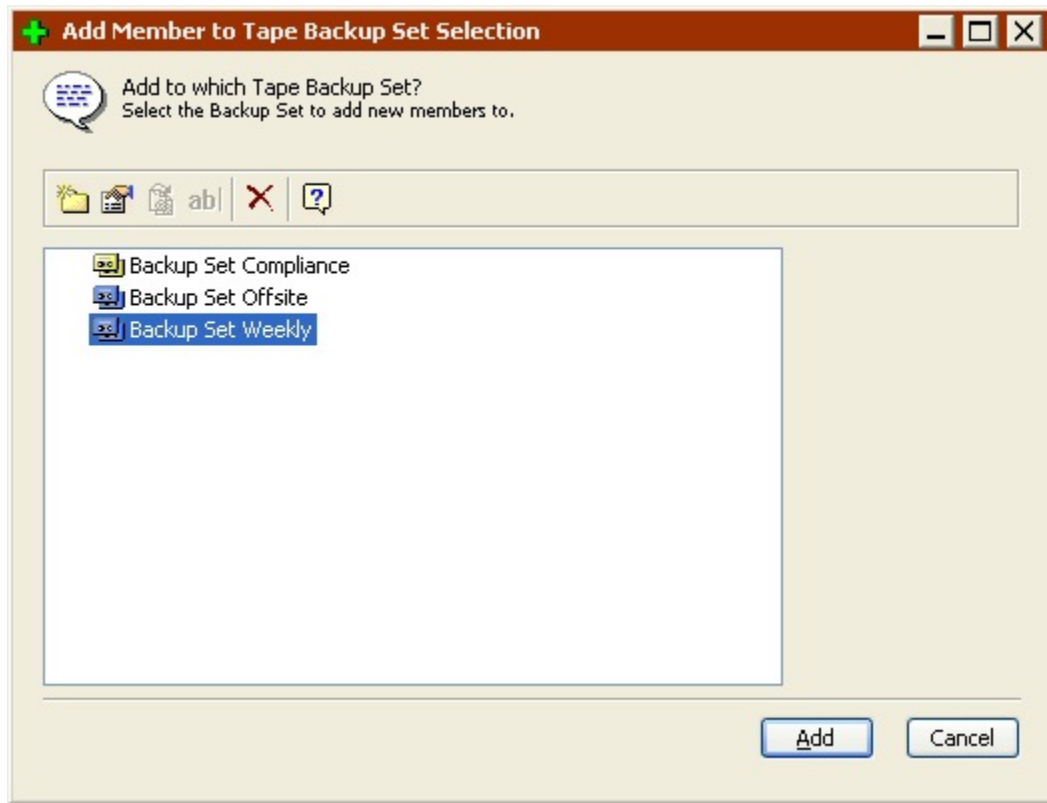 Add Member to Tape Backup Set Selection
Add to which Tape Backup Set?
Select the Backup Set to add new members to.
ab|
Backup Set Compliance
Backup Set Offsite
Backup Set Weekly
Add
Cancel